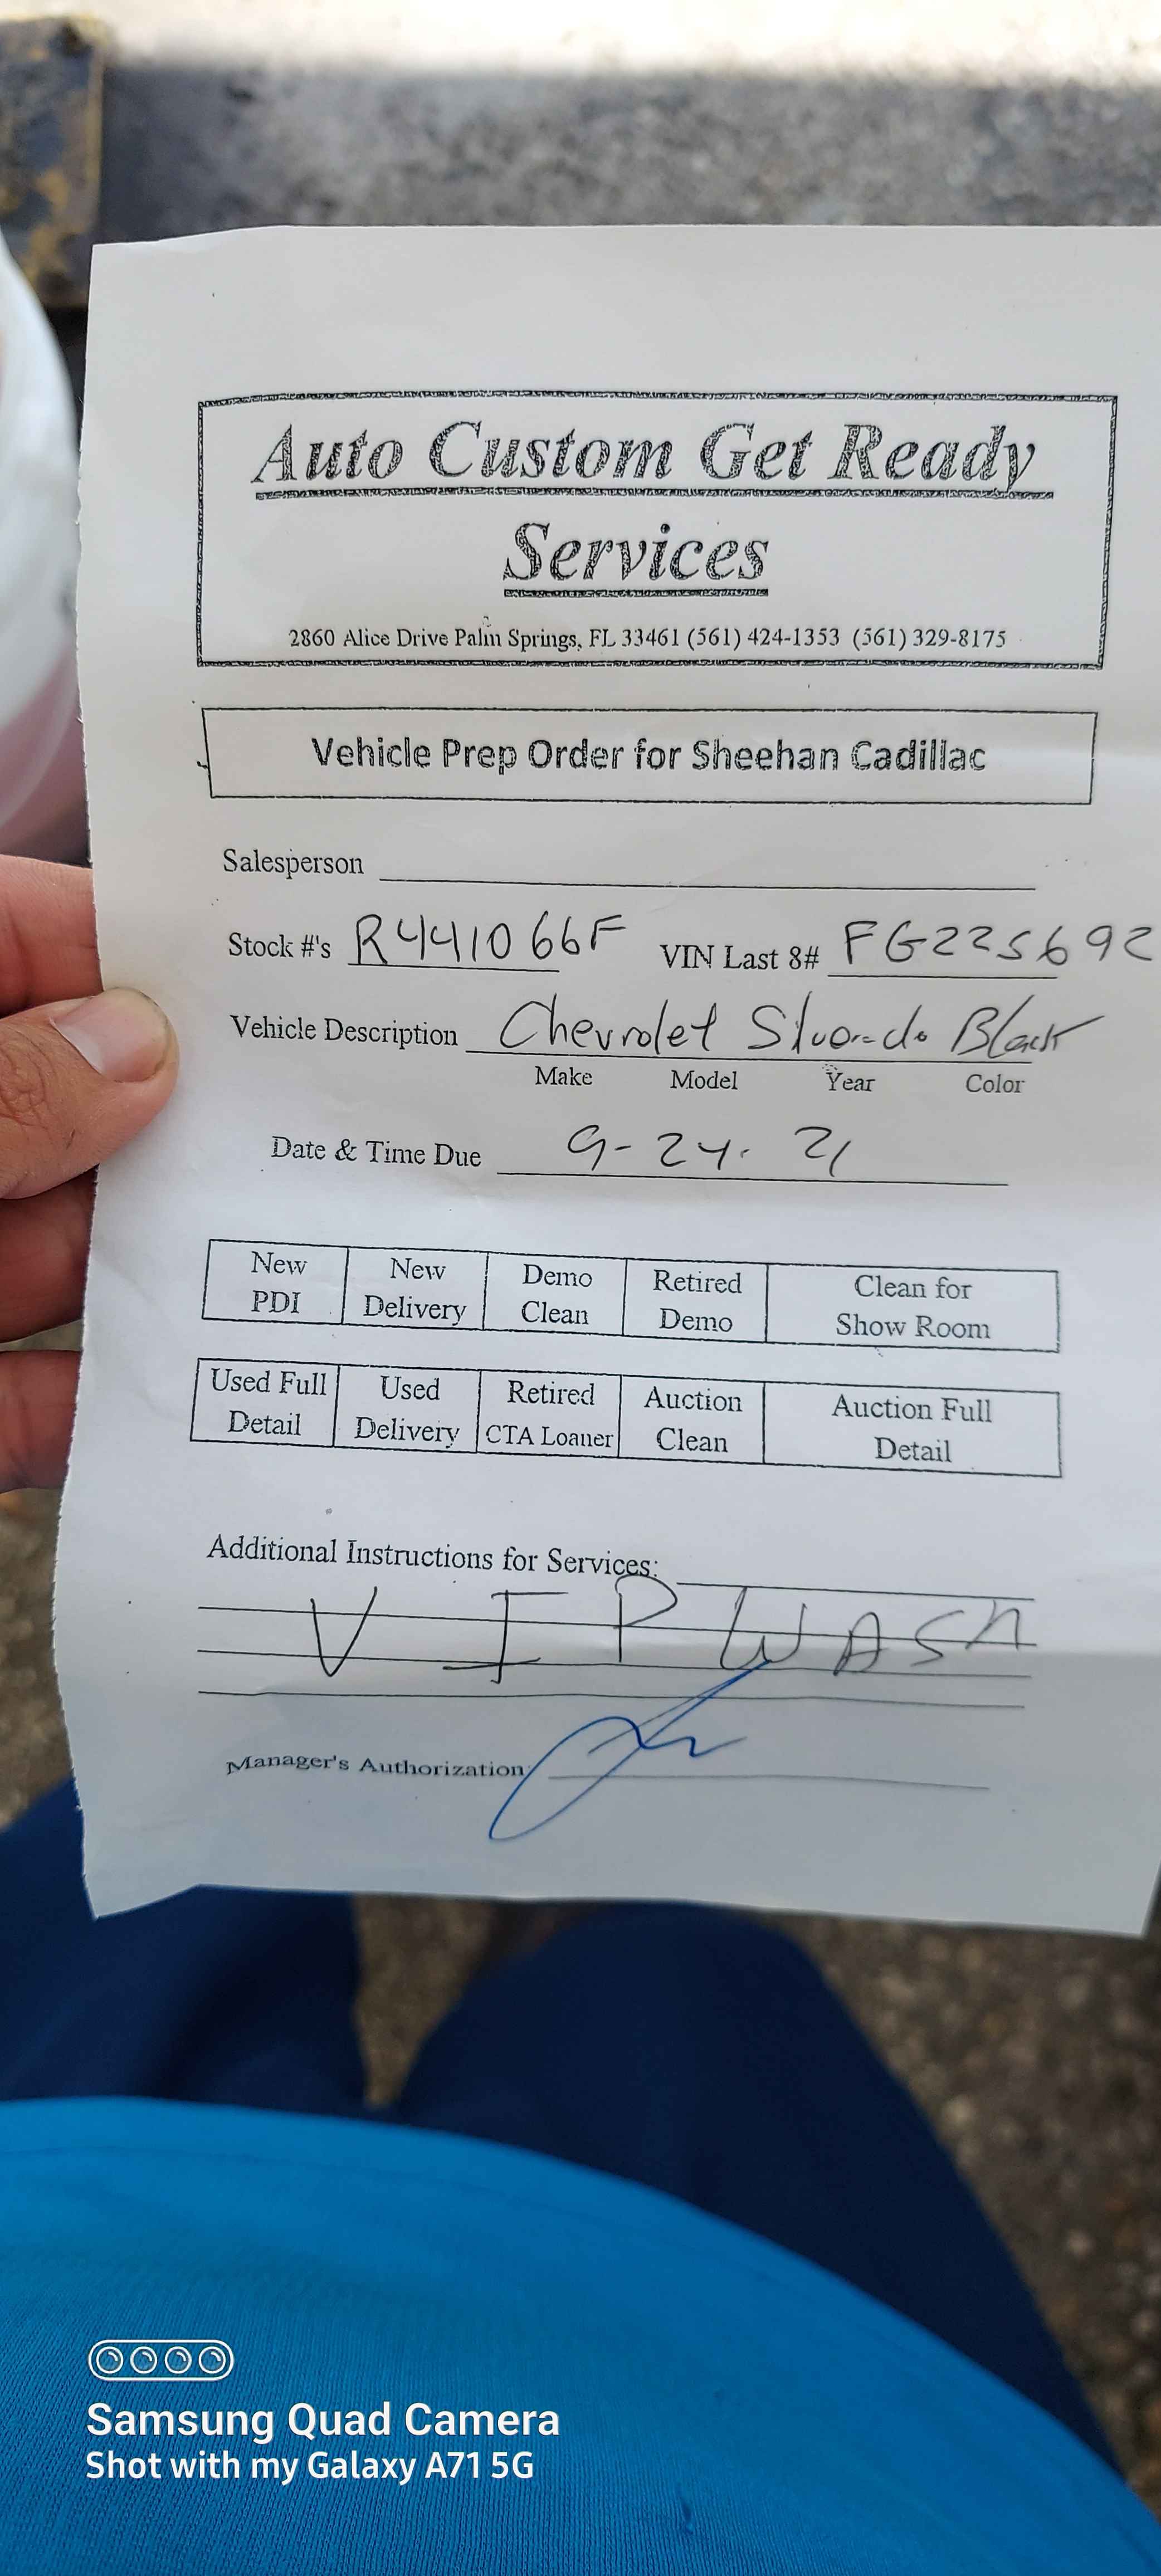 Auto Custom Get Ready
Services
2860 Alice Drive Palm Springs, FL 33461 (561) 424-1353 (561) 329-8175
Vehicle Prep Order for Sheehan Cadillac
Salesperson
Stock #'s R441066F VIN Last 8# FG225692
Vehicle Description Chevrolet Black
Make Model Year Color
Date & Time Due 9-24. 21
New PDI New Delivery Demo Clean Retired Demo Clean for Show Room
Used Full Detail Used Delivery Retired CTA Loaner Auction Clean Auction Full Detail
Additional Instructions for Services:
VIP WASH
Manager's Authorization
Samsung Quad Camera
Shot with my Galaxy A71 5G